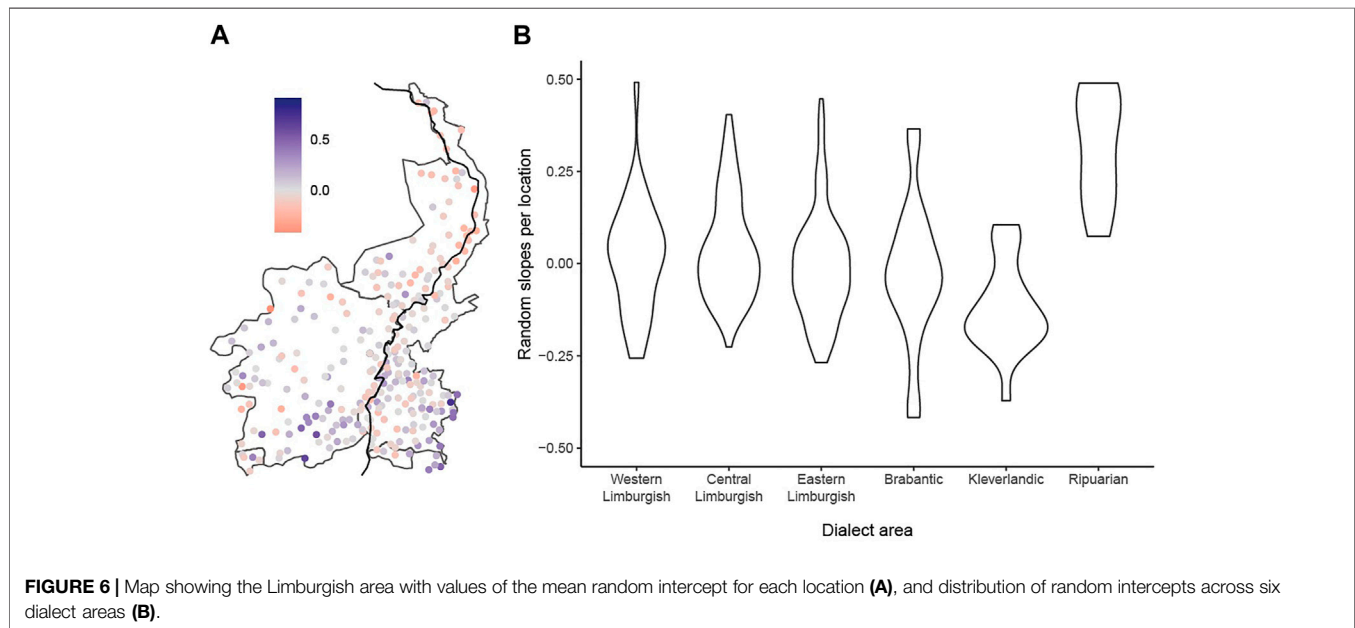 A
B
0.5
0.0
0.50
0.25
0.00
−0.25
−0.50
Random slopes per location
Western
Limburgish
Central
Limburgish
Eastern
Limburgish
Brabantic
Kleverlandic
Ripuarian
Dialect area
FIGURE 6 | Map showing the Limburgish area with values of the mean random intercept for each location (A), and distribution of random intercepts across six
dialect areas (B).